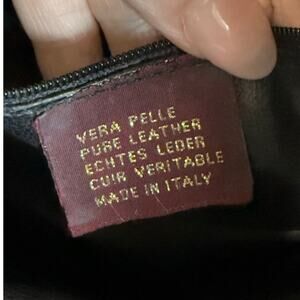 VERA PELLE
PURE LEATHER
ECHTES LEDER
CUIR VERITABLE
MADE IN ITALY